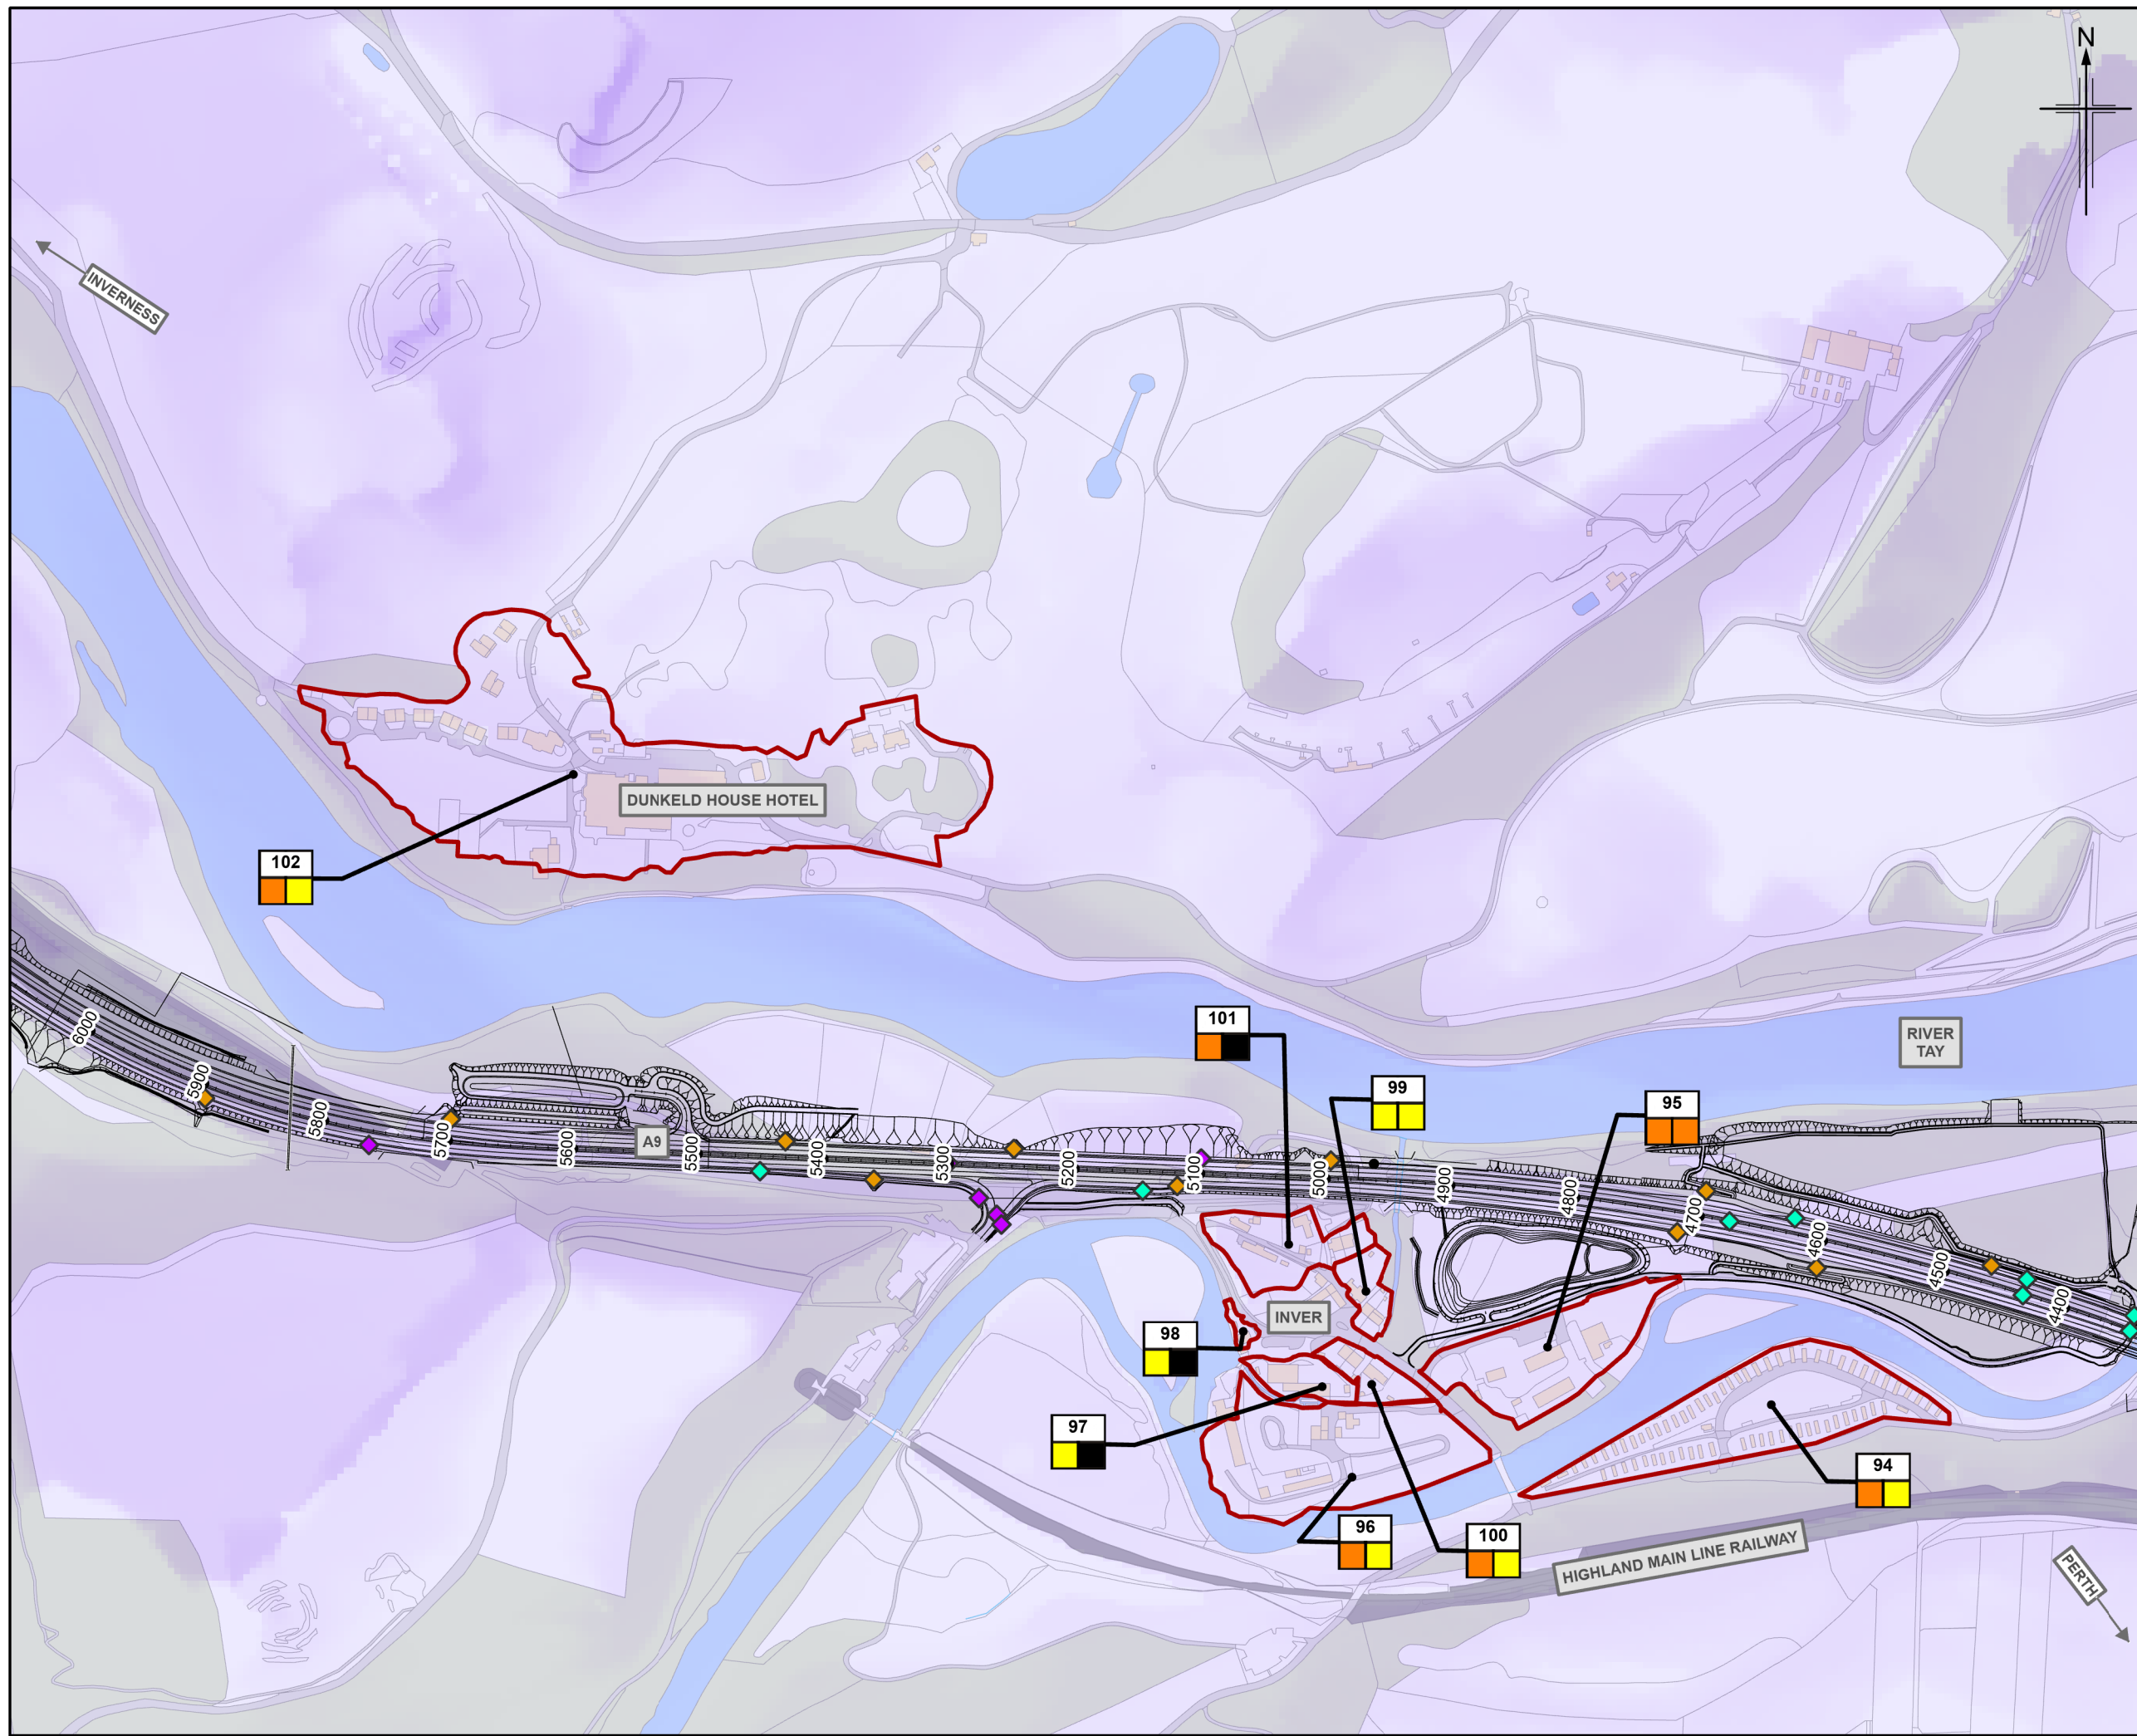 N
INVERNESS
DUNKELD HOUSE HOTEL
102
101
RIVER
TAY
99
95
6000
5900
5800
5700
5600
A9
5500
5400
5300
5200
5100
5000
4900
4800
4700
4600
4500
4400
INVER
98
97
94
96
100
HIGHLAND MAIN LINE RAILWAY
PERTH